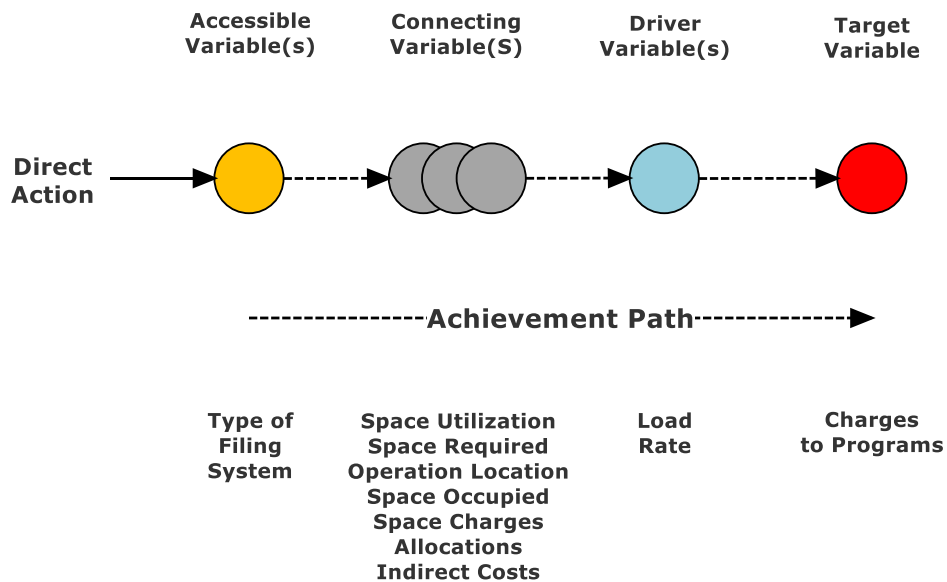 Accessible
Variable(s)
Connecting
Variable(S)
Driver
Variable(s)
Target
Variable
Direct
Action
Achievement Path
Type of
Filing
System
Space Utilization
Space Required
Operation Location
Space Occupied
Space Charges
Allocations
Indirect Costs
Load
Rate
Charges
to Programs